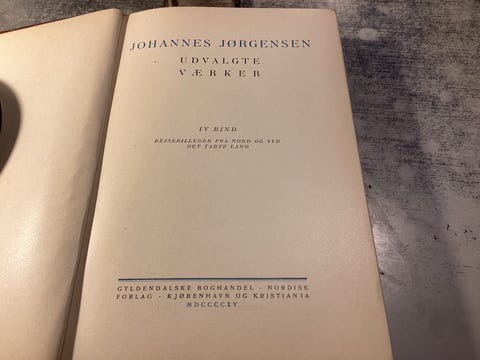 JOHANNES JØRGENSEN
UDVALGTE
VÆRKER
IV BIND
REJSEBILLEDER FRA NORD OG SYD
DET TABTE LAND
GYLDENDALSKE BOGHANDEL - NORDISK
FORLAG - KJØBENHAVN OG KRISTIANIA
MDCCCCXV